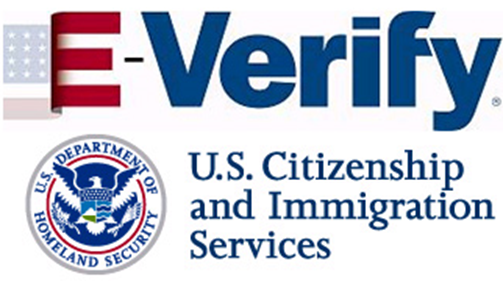 E-Verify®
U.S. DEPARTMENT OF
HOMELAND SECURITY
U.S. Citizenship
and Immigration
Services